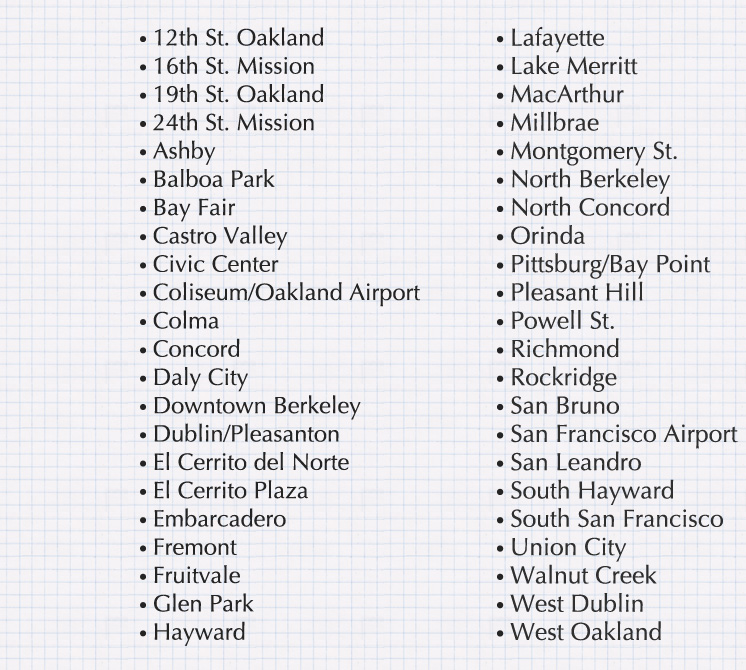 • 12th St. Oakland
• 16th St. Mission
• 19th St. Oakland
• 24th St. Mission
• Ashby
• Balboa Park
• Bay Fair
• Castro Valley
• Civic Center
• Coliseum/Oakland Airport
• Colma
• Concord
• Daly City
• Downtown Berkeley
• Dublin/Pleasanton
• El Cerrito del Norte
• El Cerrito Plaza
• Embarcadero
• Fremont
• Fruitvale
• Glen Park
• Hayward
• Lafayette
• Lake Merritt
• MacArthur
• Millbrae
• Montgomery St.
• North Berkeley
• North Concord
• Orinda
• Pittsburg/Bay Point
• Pleasant Hill
• Powell St.
• Richmond
• Rockridge
• San Bruno
• San Francisco Airport
• San Leandro
• South Hayward
• South San Francisco
• Union City
• Walnut Creek
• West Dublin
• West Oakland